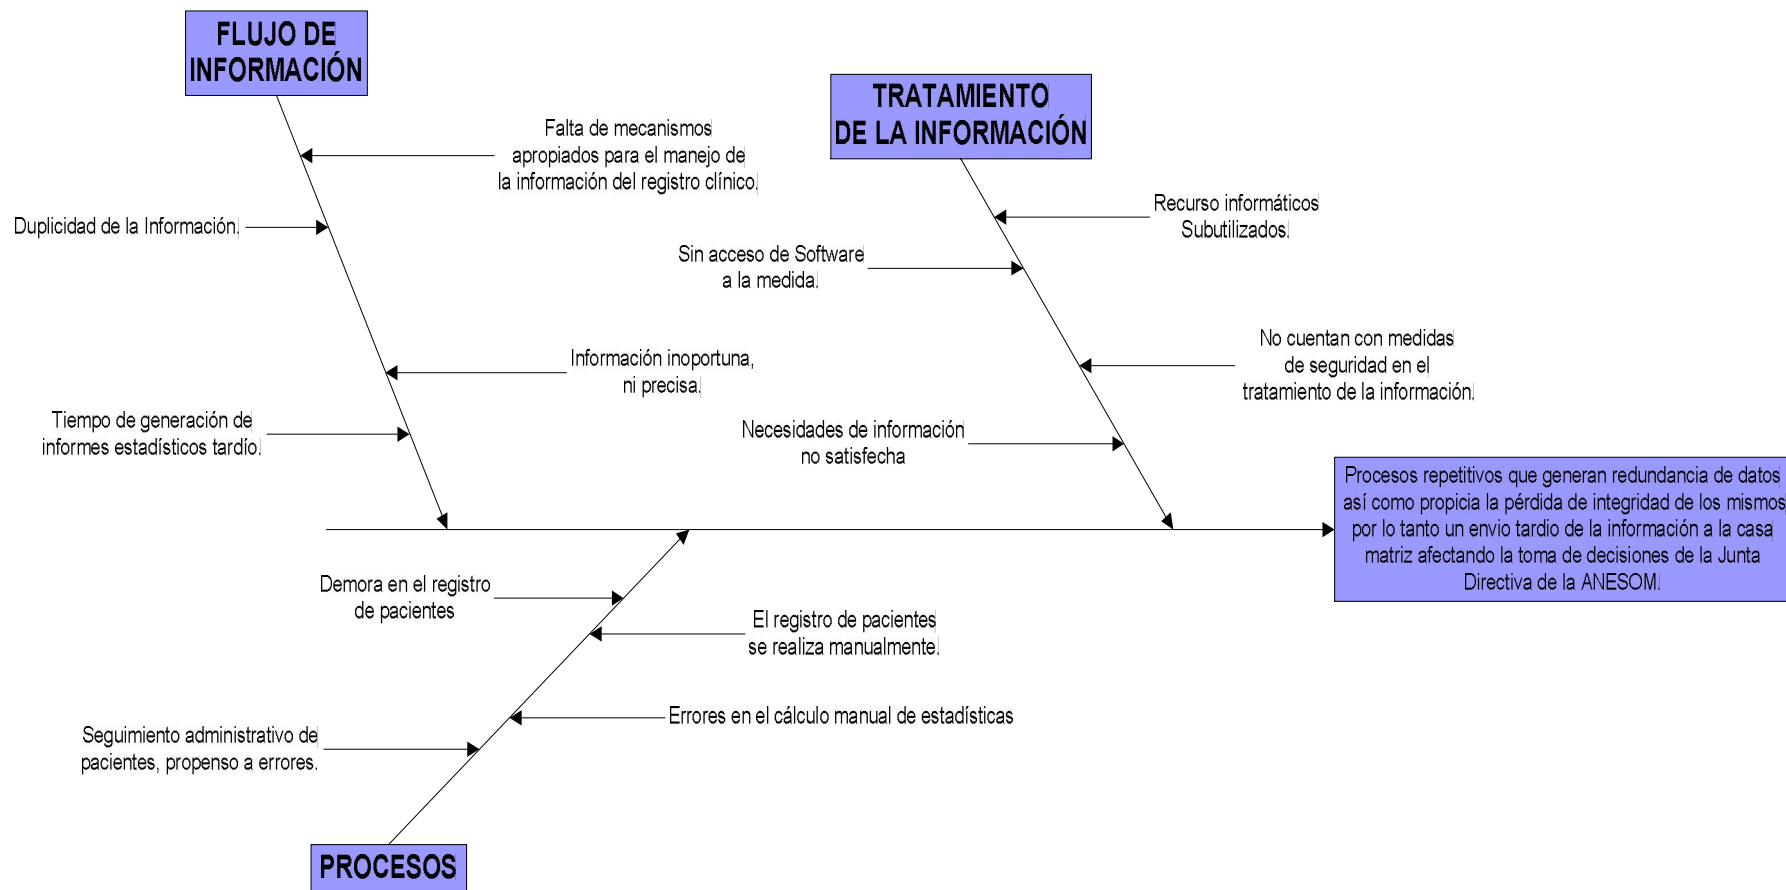 FLUJO DE
INFORMACIÓN
Falta de mecanismos
apropiados para el manejo de
la información del registro clínico.
Duplicidad de la Información.
Información inoportuna,
ni precisa.
Tiempo de generación de
informes estadísticos tardío.
TRATAMIENTO
DE LA INFORMACIÓN
Recurso informáticos
Subutilizados.
Sin acceso de Software
a la medida.
No cuentan con medidas
de seguridad en el
tratamiento de la información.
Necesidades de información
no satisfecha
Procesos repetitivos que generan redundancia de datos
así como propicia la pérdida de integridad de los mismos
por lo tanto un envio tardio de la información a la casa
matriz afectando la toma de decisiones de la Junta
Directiva de la ANESOM.
Demora en el registro
de pacientes
El registro de pacientes
se realiza manualmente.
Errores en el cálculo manual de estadísticas
Seguimiento administrativo de
pacientes, propenso a errores.
PROCESOS